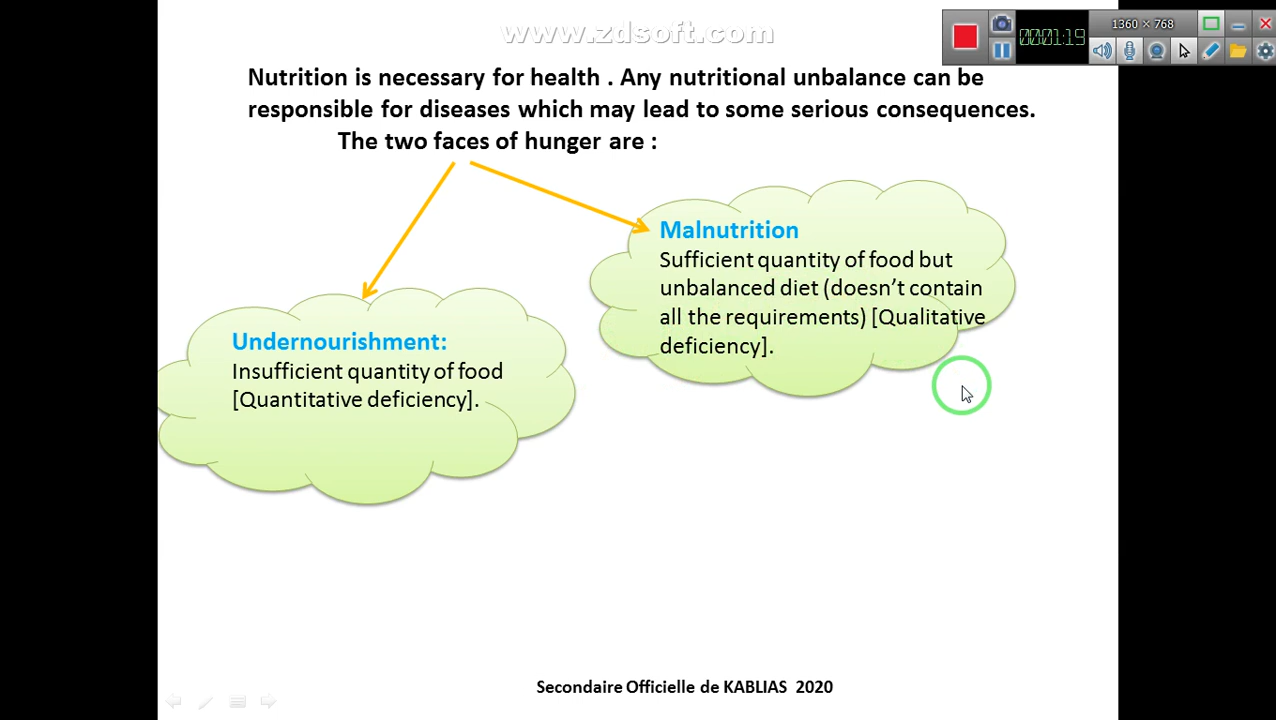 www.zdsoft.com
00:01:19
1360 × 768
Nutrition is necessary for health . Any nutritional unbalance can be
responsible for diseases which may lead to some serious consequences.
The two faces of hunger are :
Malnutrition
Sufficient quantity of food but
unbalanced diet (doesn't contain
all the requirements) [Qualitative
deficiency].
Undernourishment:
Insufficient quantity of food
[Quantitative deficiency].
Secondaire Officielle de KABLIAS 2020